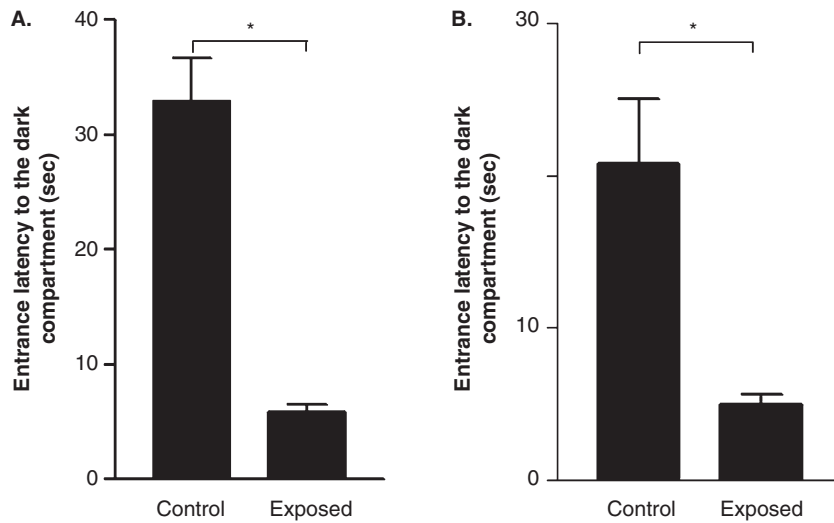 A.
Entrance latency to the dark
compartment (sec)
40
30
20
10
0
*
Control Exposed
B.
Entrance latency to the dark
compartment (sec)
30
10
0
*
Control Exposed